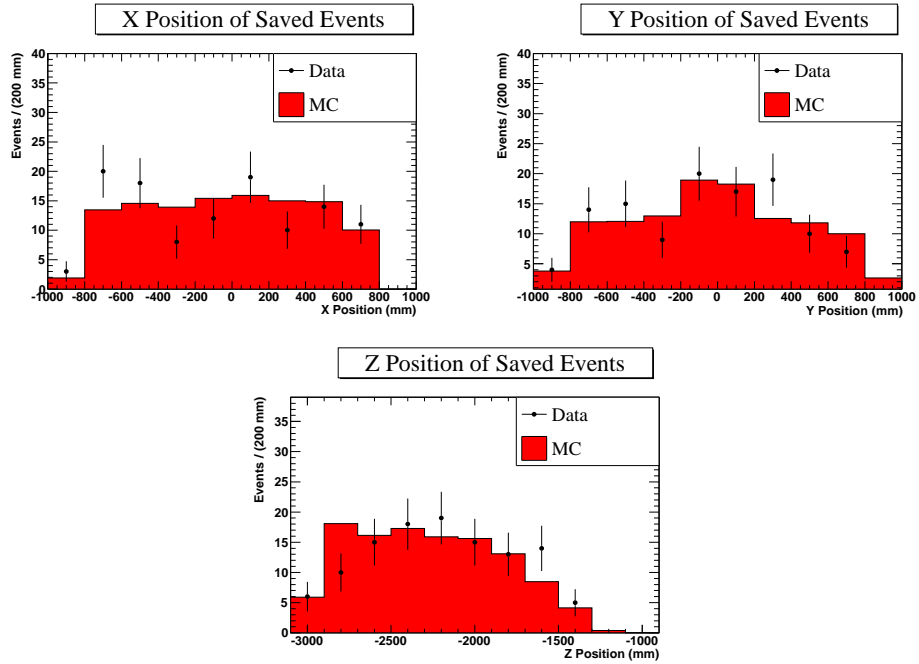 X Position of Saved Events
Events / (200 mm)
40
35
30
25
20
15
10
5
0
-1000 -800 -600 -400 -200 0 200 400 600 800 1000
X Position (mm)
Data
MC
Y Position of Saved Events
Events / (200 mm)
40
35
30
25
20
15
10
5
-1000 -800 -600 -400 -200 0 200 400 600 800 1000
Y Position (mm)
Data
MC
Z Position of Saved Events
Events / (200 mm)
35
30
25
20
15
10
5
0
-3000 -2500 -2000 -1500 -1000
Z Position (mm)
Data
MC